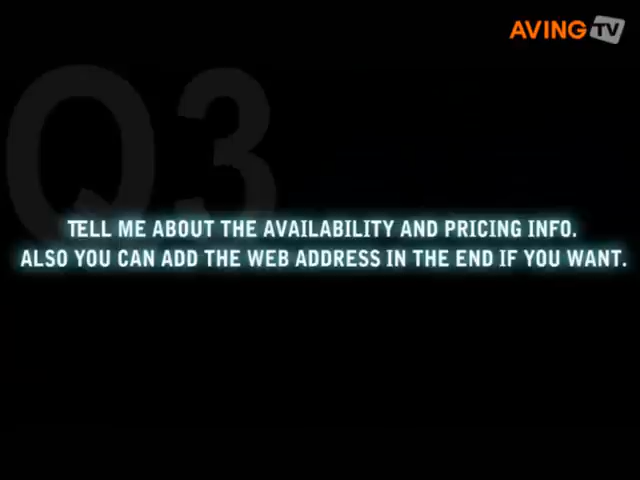 AVING TV
Q3
TELL ME ABOUT THE AVAILABILITY AND PRICING INFO.
ALSO YOU CAN ADD THE WEB ADDRESS IN THE END IF YOU WANT.